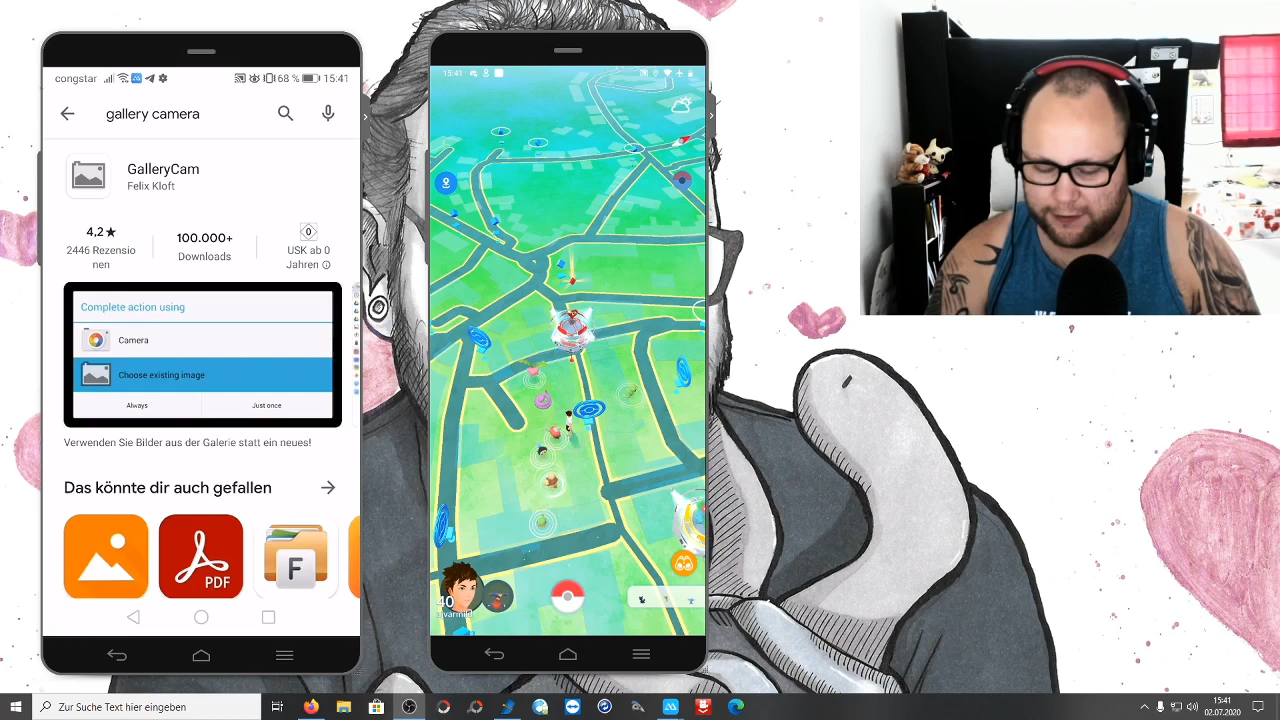 congstar
68 %
15:41
gallery camera
GalleryCam
Felix Kloft
4,2★
2446 Rezensio
nen
100.000+
Downloads
0
USK ab 0
Jahren
Complete action using
Camera
Choose existing image
Always
Just once
Verwenden Sie Bilder aus der Galerie statt ein neues!
Das könnte dir auch gefallen
PDF
F
15:41
40
Zur Suche Text hier eingeben
15:41
02.07.2020